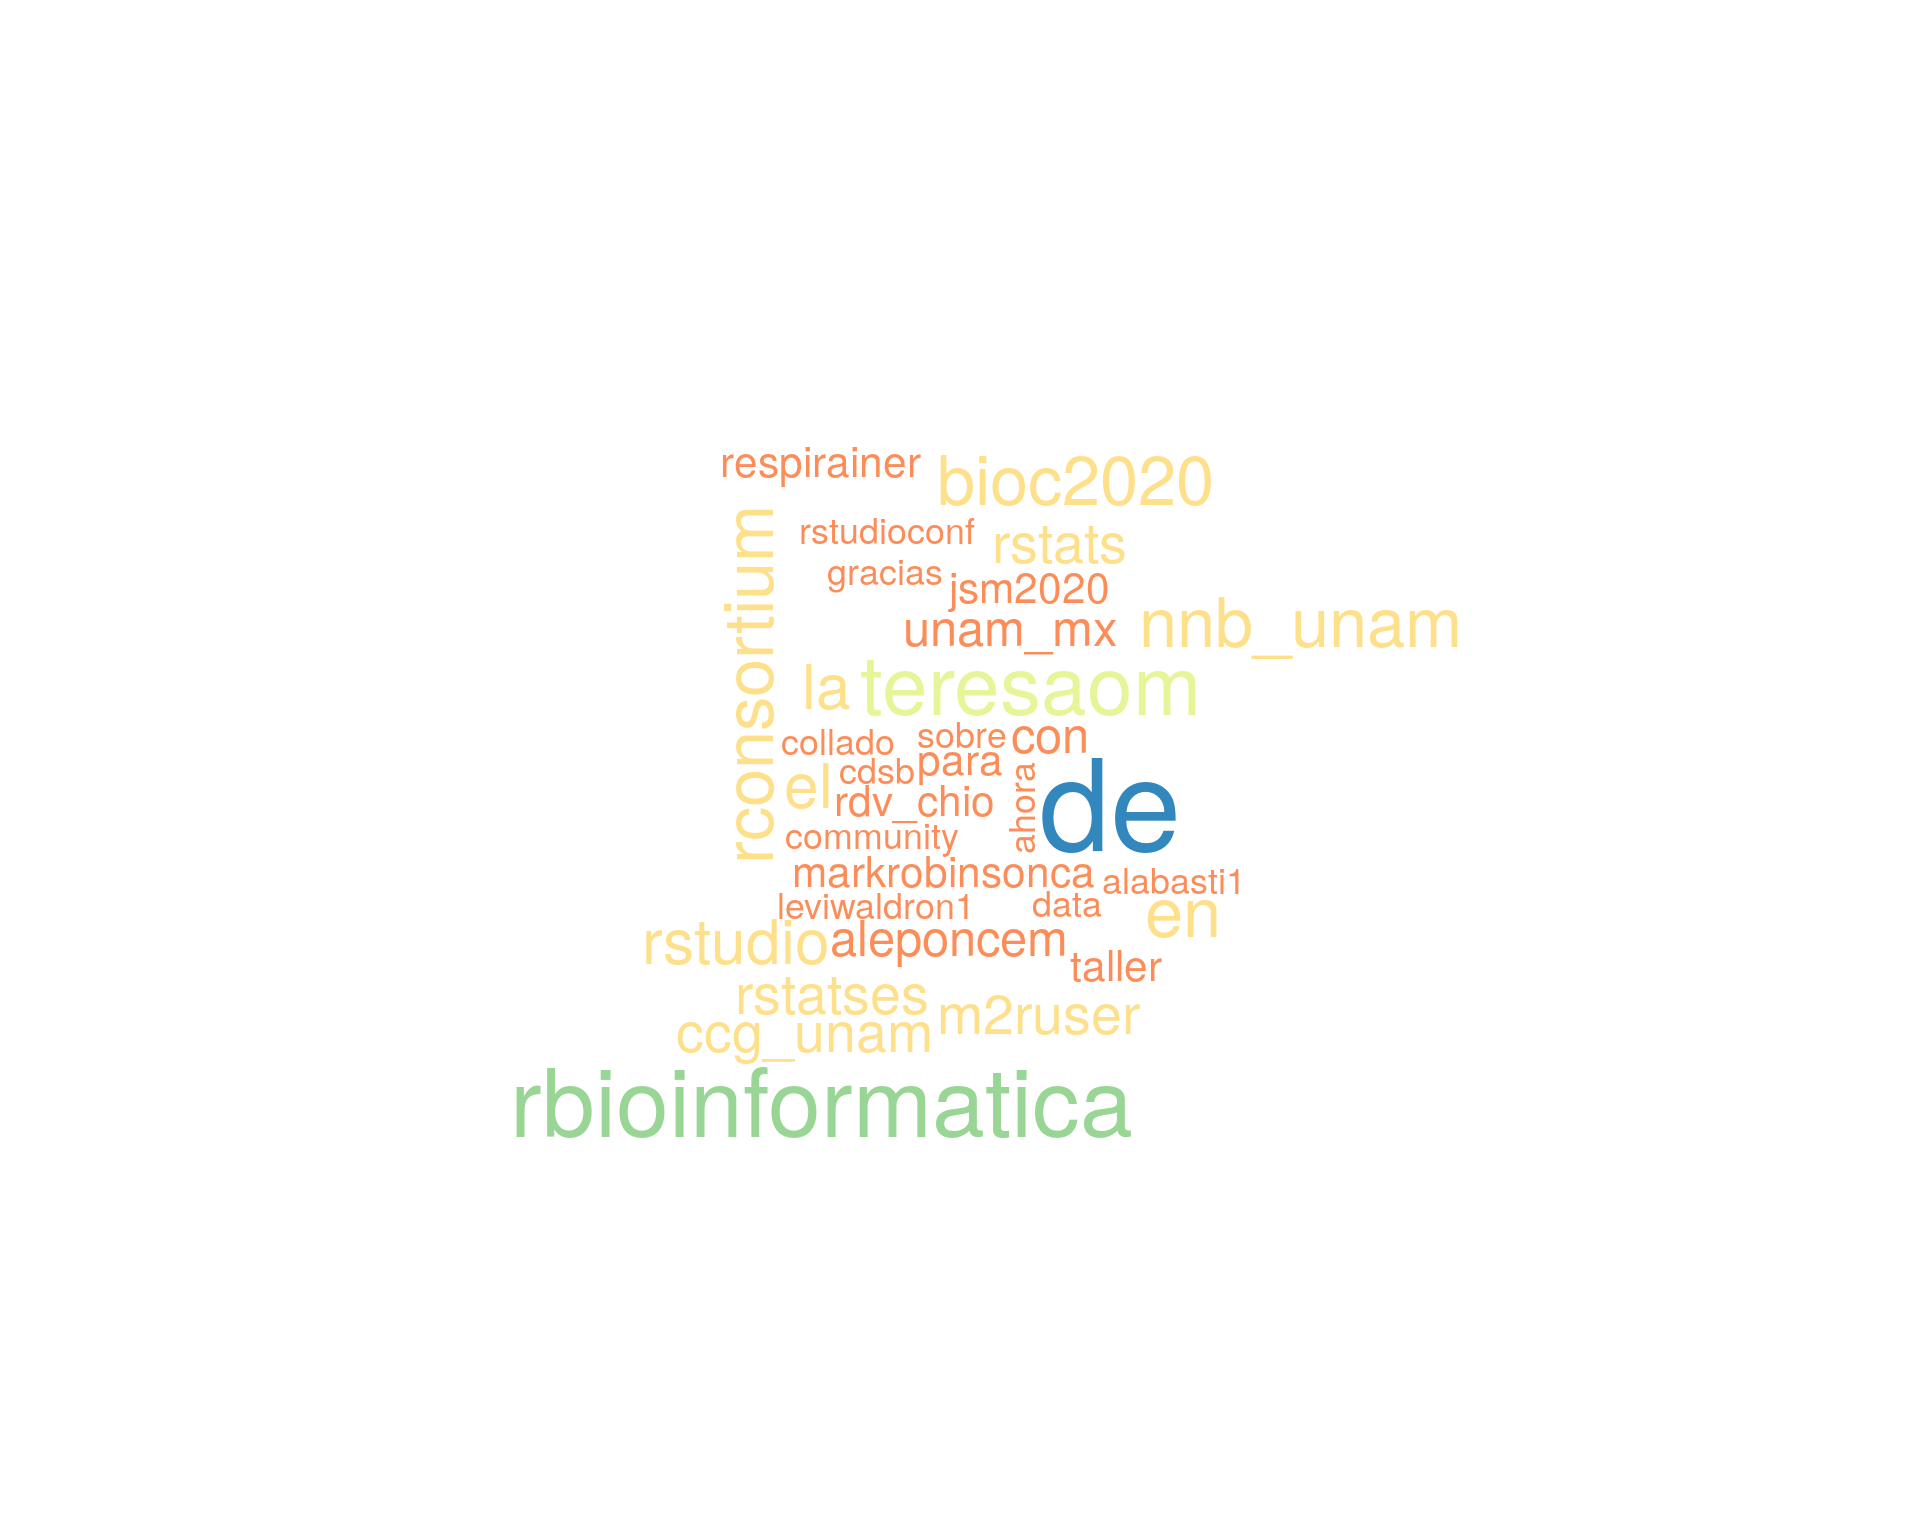 respirainer
bioc2020
rconsortium
rstudioconf
rstats
gracias
jsm2020
unam_mx
nnb_unam
la
teresaom
collado
sobre
con
el
cdsb
para
ahora
de
rdv_chio
community
markrobinsonca
alabasti1
leviwaldron1
data
en
rstudio
aleponcem
taller
rstatses
m2ruser
ccg_unam
rbioinformatica